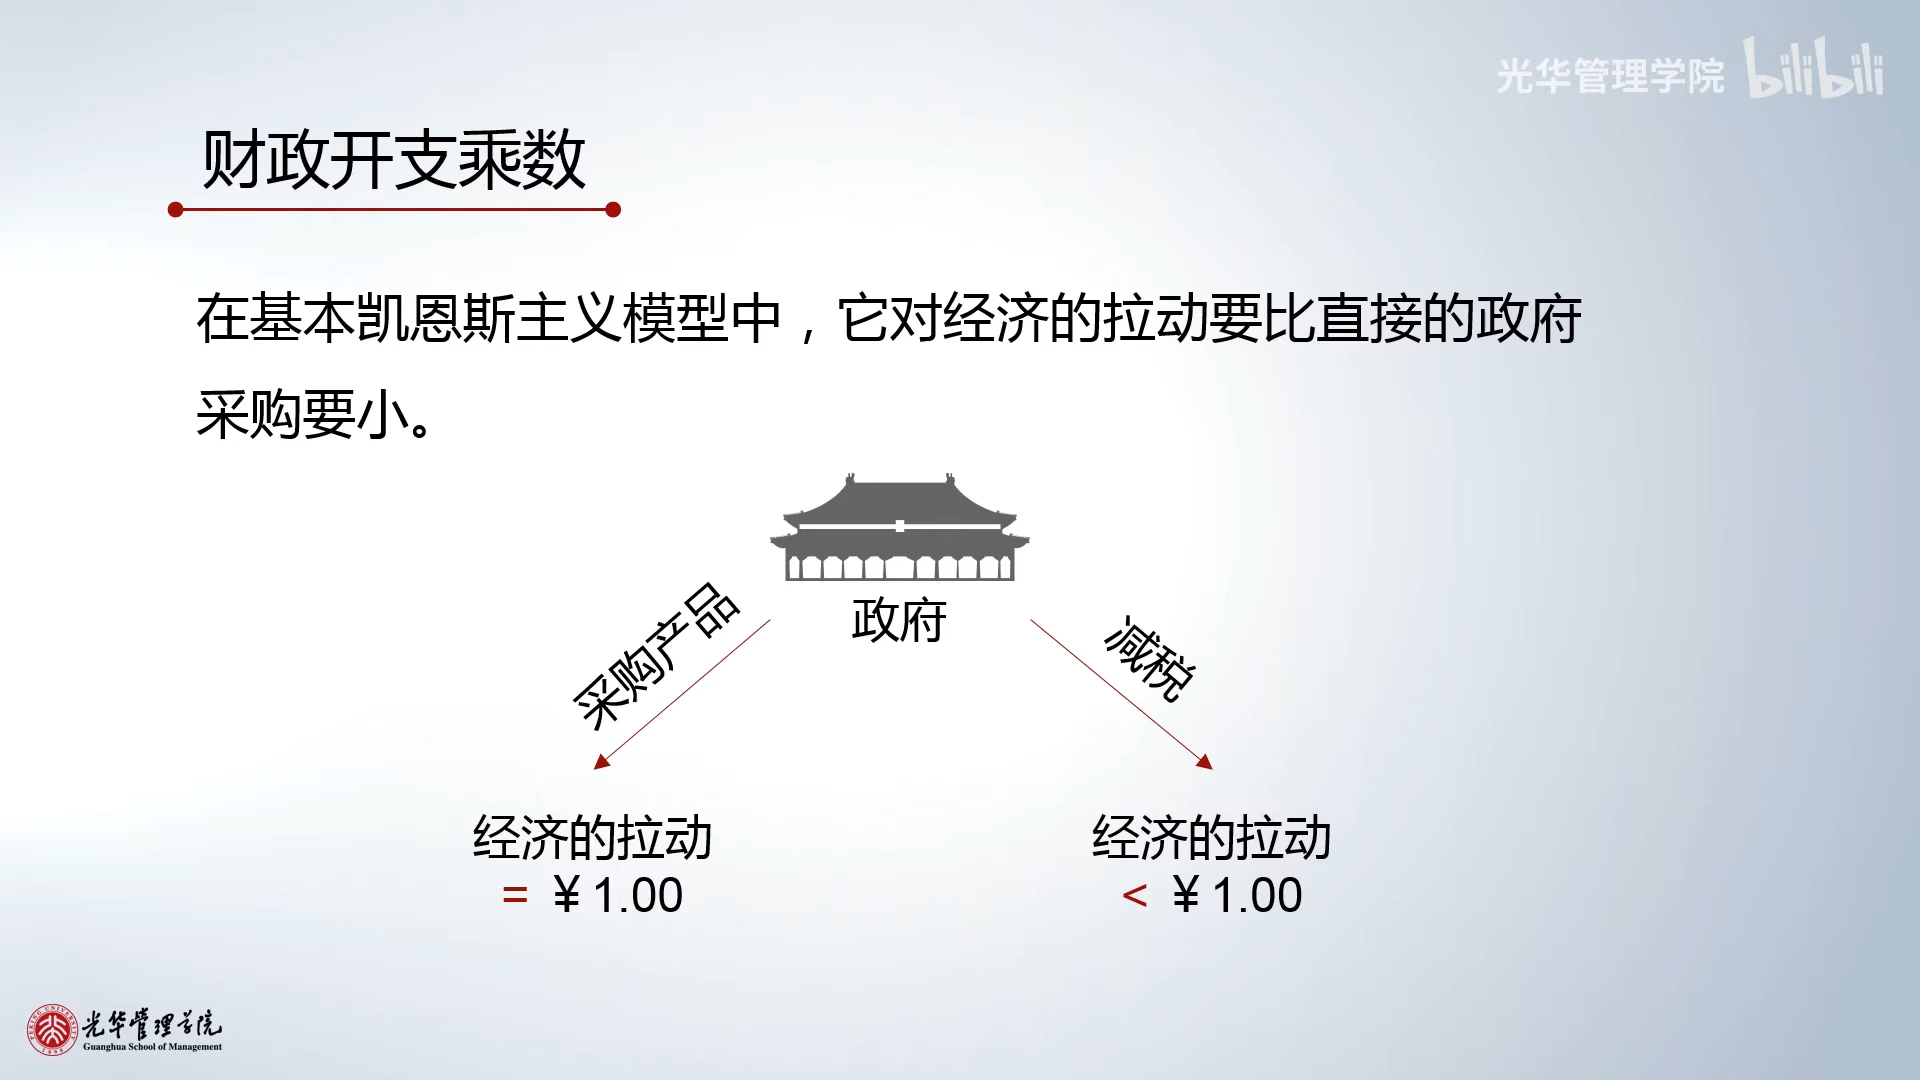 光华管理学院 bilibili
财政开支乘数
在基本凯恩斯主义模型中，它对经济的拉动要比直接的政府
采购要小。
政府
采购产品
减税
经济的拉动
= ¥1.00
经济的拉动
< ¥1.00
PEKING UNIVERSITY
1898
光华管理学院
Guanghua School of Management